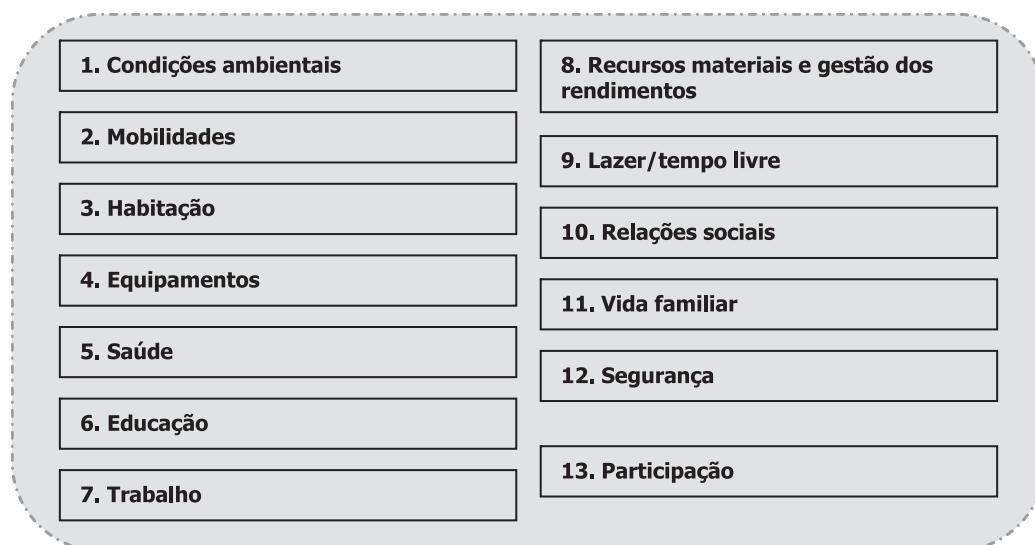 1. Condições ambientais
2. Mobilidades
3. Habitação
4. Equipamentos
5. Saúde
6. Educação
7. Trabalho
8. Recursos materiais e gestão dos
rendimentos
9. Lazer/tempo livre
10. Relações sociais
11. Vida familiar
12. Segurança
13. Participação